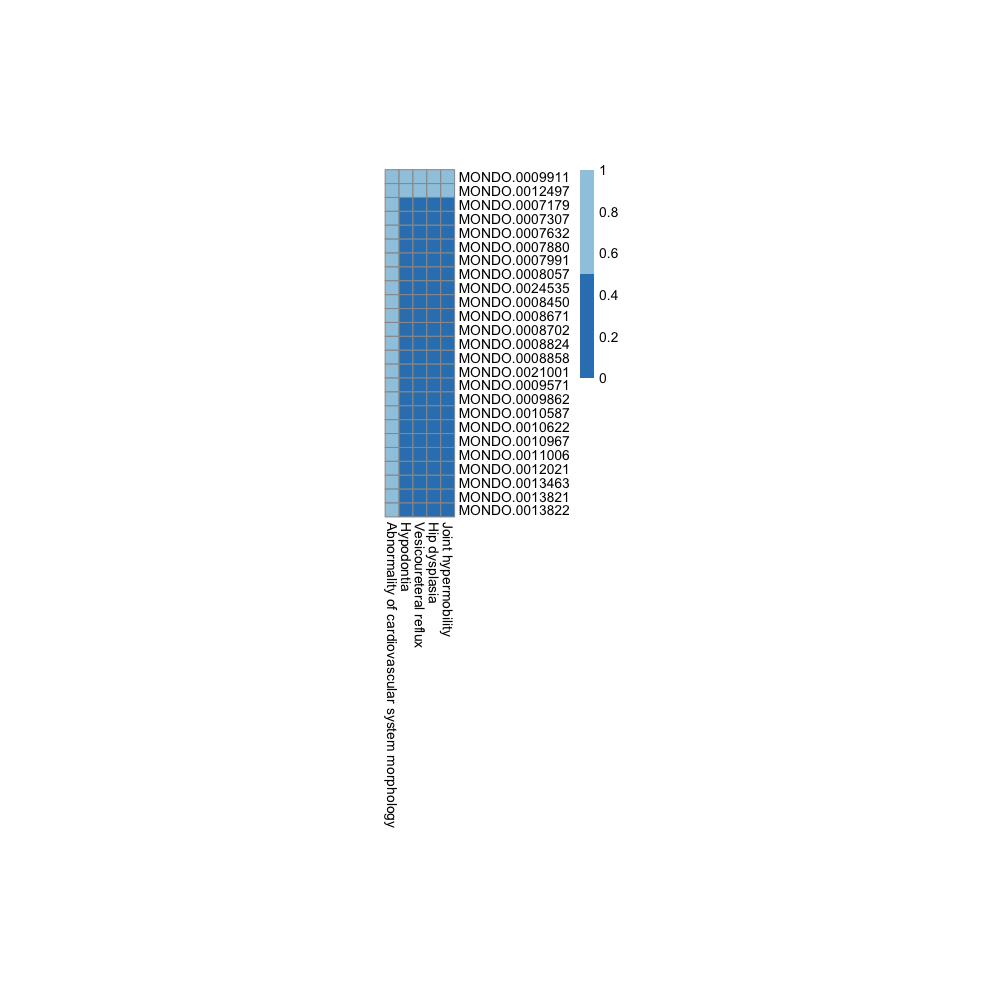 MONDO.0009911
MONDO.0012497
MONDO.0007179
MONDO.0007307
MONDO.0007632
MONDO.0007880
MONDO.0007991
MONDO.0008057
MONDO.0024535
MONDO.0008450
MONDO.0008671
MONDO.0008702
MONDO.0008824
MONDO.0008858
MONDO.0021001
MONDO.0009571
MONDO.0009862
MONDO.0010587
MONDO.0010622
MONDO.0010967
MONDO.0011006
MONDO.0012021
MONDO.0013463
MONDO.0013821
MONDO.0013822
1
0.8
0.6
0.4
0.2
0
Abnormality of cardiovascular system morphology
Hypodontia
Vesicoureteral reflux
Hip dysplasia
Joint hypermobility